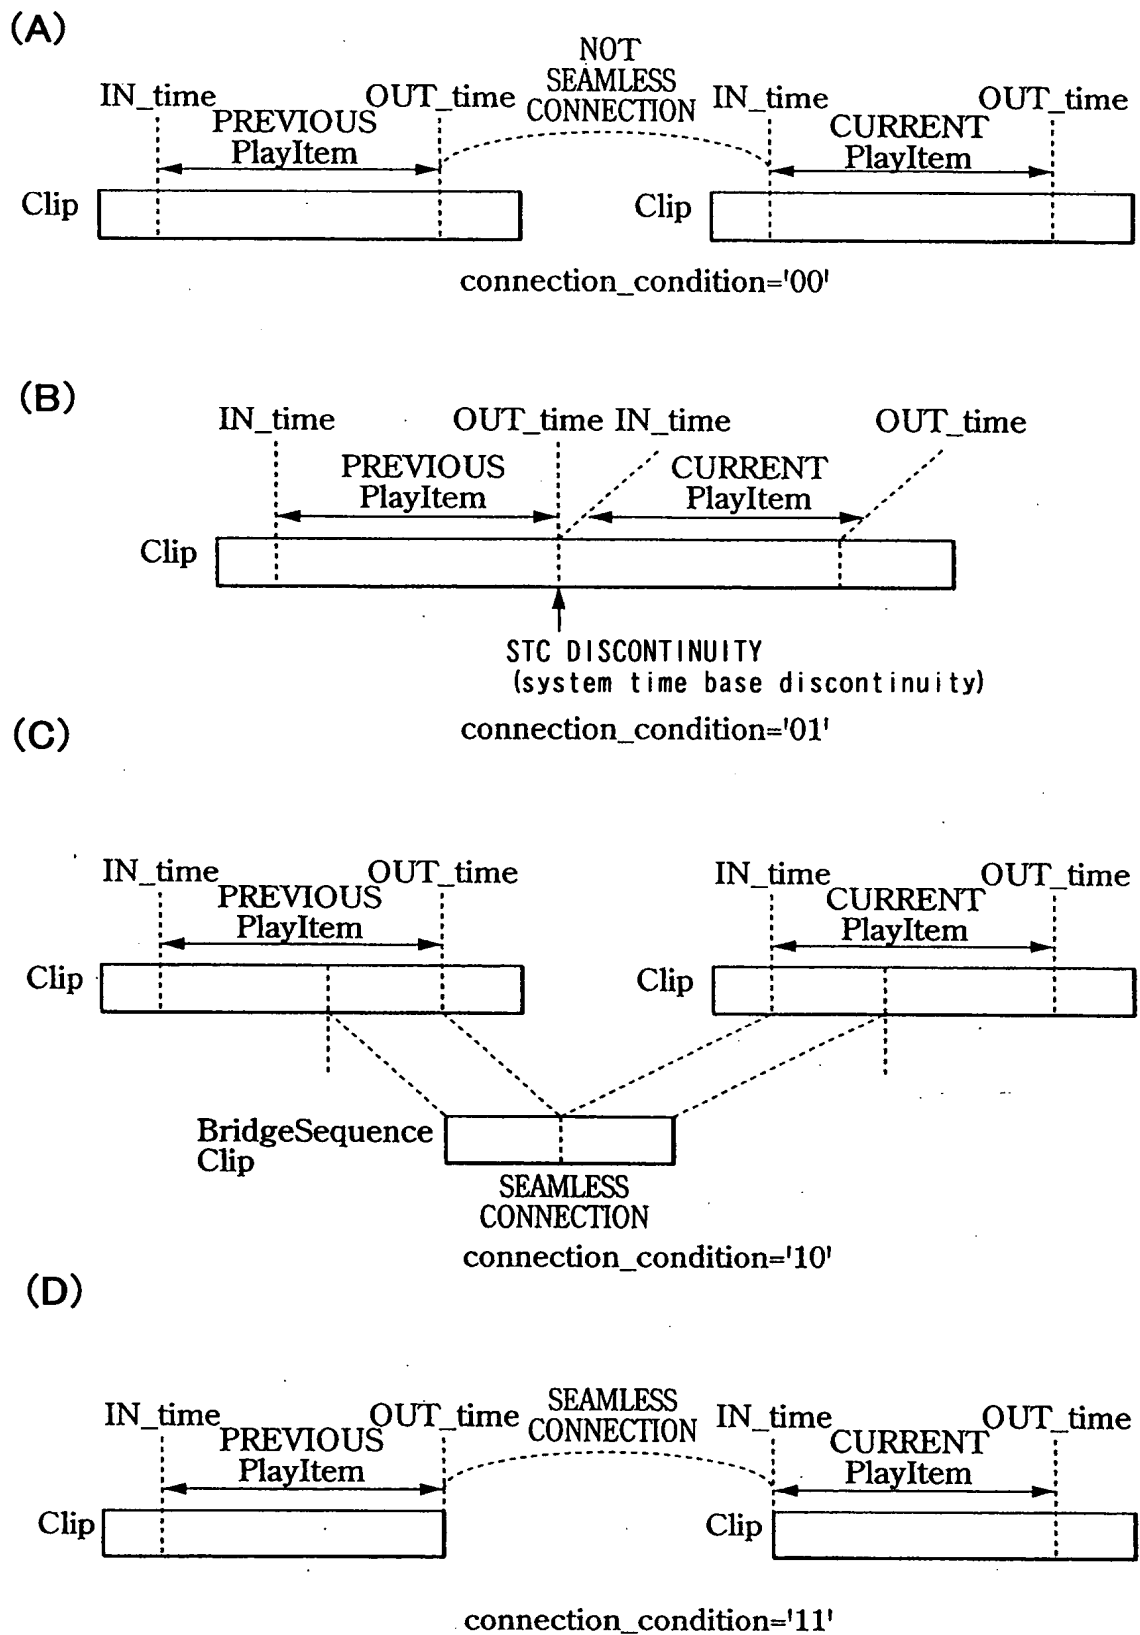 (A)
NOT
SEAMLESS
CONNECTION
IN_time
OUT_time
IN_time
OUT_time
PREVIOUS
PlayItem
CURRENT
PlayItem
Clip
Clip
connection_condition='00'
(B)
IN_time
OUT_time
IN_time
OUT_time
PREVIOUS
PlayItem
CURRENT
PlayItem
Clip
STC DISCONTINUITY
(system time base discontinuity)
connection_condition='01'
(C)
IN_time
OUT_time
IN_time
OUT_time
PREVIOUS
PlayItem
CURRENT
PlayItem
Clip
Clip
BridgeSequence
Clip
SEAMLESS
CONNECTION
connection_condition='10'
(D)
SEAMLESS
CONNECTION
IN_time
OUT_time
IN_time
OUT_time
PREVIOUS
PlayItem
CURRENT
PlayItem
Clip
Clip
connection_condition='11'